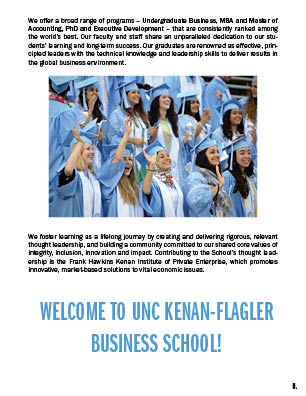 We offer a broad range of programs – Undergraduate Business, MBA and Master of
Accounting, PhD and Executive Development – that are consistently ranked among
the world's best. Our faculty and staff share an unparalleled dedication to our stu-
dents' learning and long-term success. Our graduates are renowned as effective, prin-
cipled leaders with the technical knowledge and leadership skills to deliver results in
the global business environment.
We foster learning as a lifelong journey by creating and delivering rigorous, relevant
thought leadership, and building a community committed to our shared core values of
integrity, inclusion, innovation and impact. Contributing to the School's thought lead-
ership is the Frank Hawkins Kenan Institute of Private Enterprise, which promotes
innovative, market-based solutions to vital economic issues.
WELCOME TO UNC KENAN-FLAGLER
BUSINESS SCHOOL!
II.